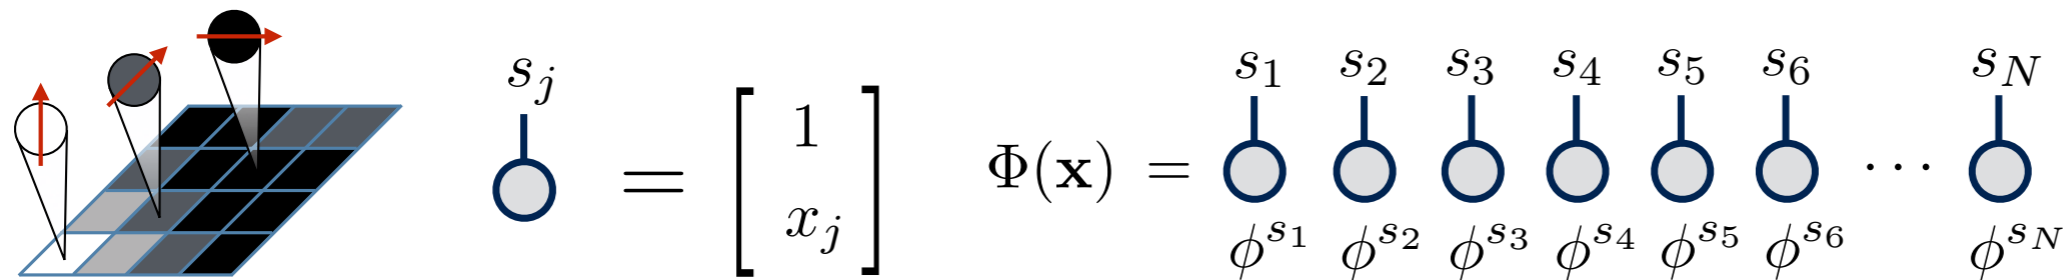 s_j = [ 1 x_j ]
Φ(x) = s_1 s_2 s_3 s_4 s_5 s_6 ⋯ s_N
ϕ^{s_1} ϕ^{s_2} ϕ^{s_3} ϕ^{s_4} ϕ^{s_5} ϕ^{s_6} ϕ^{s_N}